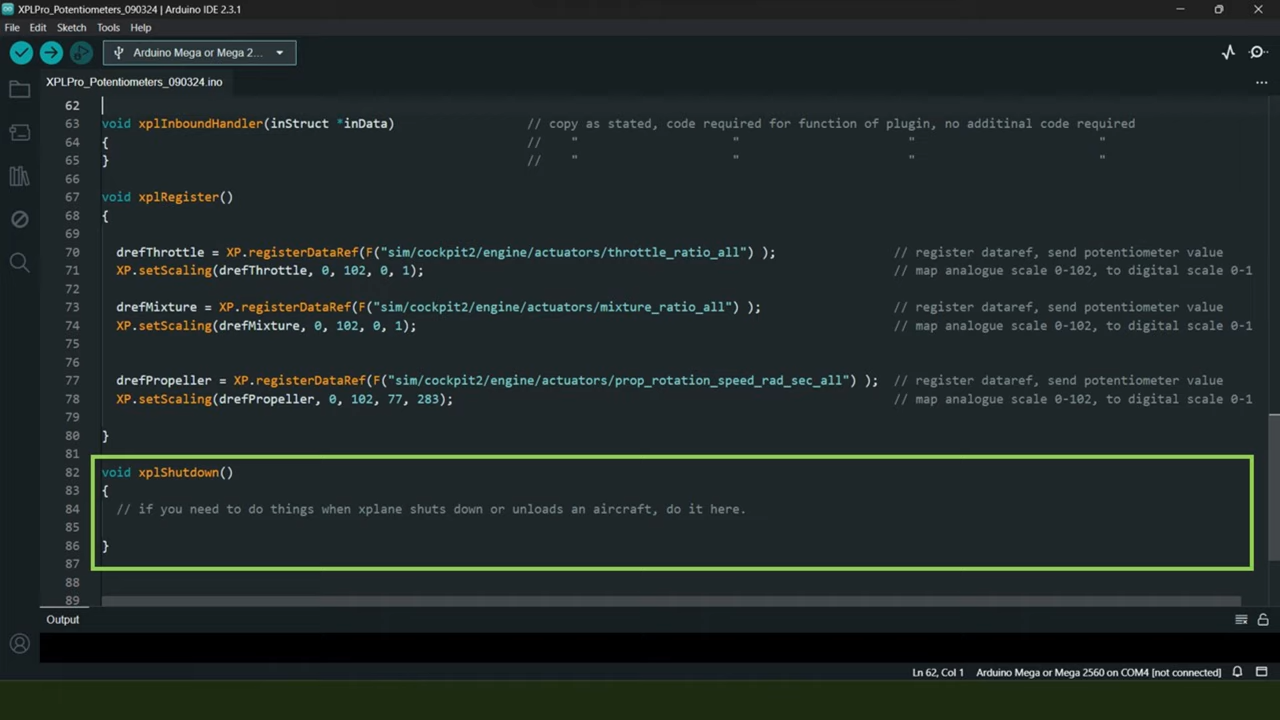 XPLPro_Potentiometers_090324 | Arduino IDE 2.3.1
File Edit Sketch Tools Help
Arduino Mega or Mega 2...
XPLPro_Potentiometers_090324.ino
62
63 void xplInboundHandler(inStruct *inData) // copy as stated, code required for function of plugin, no additinal code required
64 { // " " " "
65 } // " " " "
66
67 void xplRegister()
68 {
69
70 drefThrottle = XP.registerDataRef(F("sim/cockpit2/engine/actuators/throttle_ratio_all") ); // register dataref, send potentiometer value
71 XP.setScaling(drefThrottle, 0, 102, 0, 1); // map analogue scale 0-102, to digital scale 0-1
72
73 drefMixture = XP.registerDataRef(F("sim/cockpit2/engine/actuators/mixture_ratio_all") ); // register dataref, send potentiometer value
74 XP.setScaling(drefMixture, 0, 102, 0, 1); // map analogue scale 0-102, to digital scale 0-1
75
76
77 drefPropeller = XP.registerDataRef(F("sim/cockpit2/engine/actuators/prop_rotation_speed_rad_sec_all") ); // register dataref, send potentiometer value
78 XP.setScaling(drefPropeller, 0, 102, 77, 283); // map analogue scale 0-102, to digital scale 0-1
79
80 }
81
82 void xplShutdown()
83 {
84 // if you need to do things when xplane shuts down or unloads an aircraft, do it here.
85
86 }
87
88
89
Output
Ln 62, Col 1 Arduino Mega or Mega 2560 on COM4 [not connected]